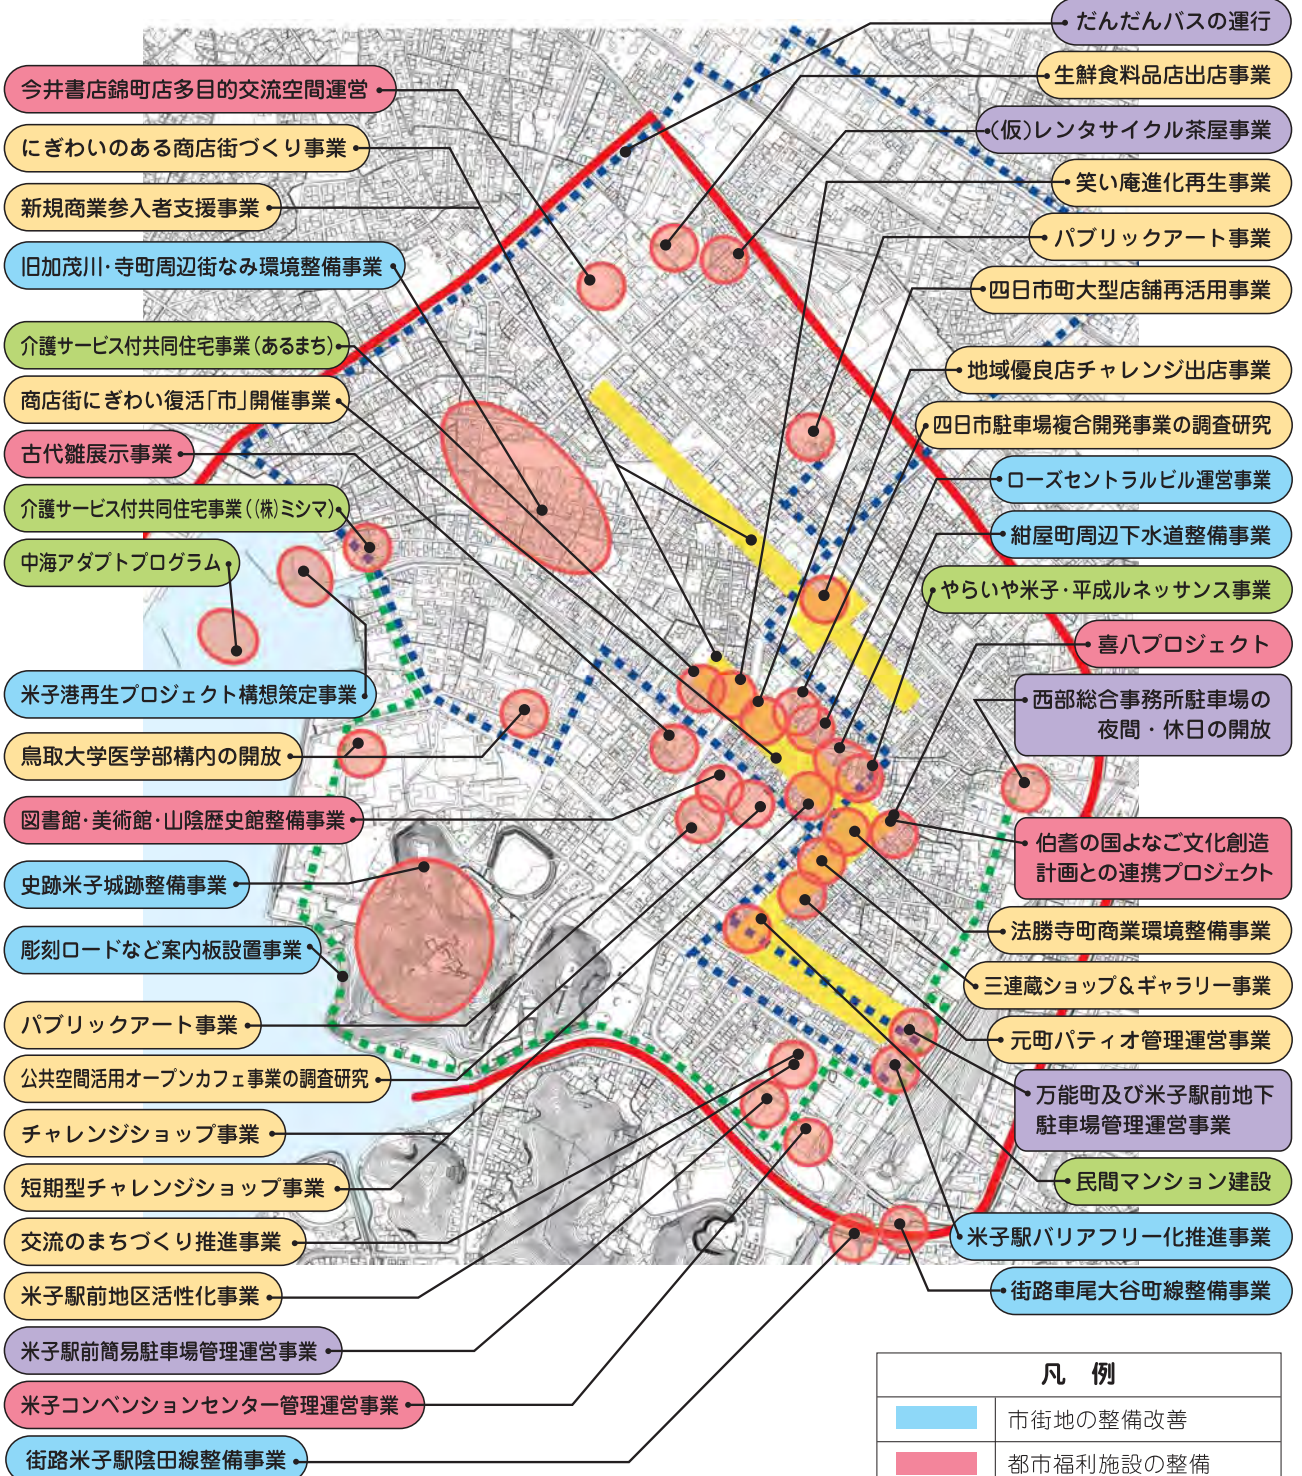 今井書店錦町店多目的交流空間運営
にぎわいのある商店街づくり事業
新規商業参入者支援事業
旧加茂川・寺町周辺街なみ環境整備事業
介護サービス付共同住宅事業(あるまち)
商店街にぎわい復活「市」開催事業
古代雛展示事業
介護サービス付共同住宅事業((株)ミシマ)
中海アダプトプログラム
米子港再生プロジェクト構想策定事業
鳥取大学医学部構内の開放
図書館・美術館・山陰歴史館整備事業
史跡米子城跡整備事業
彫刻ロードなど案内板設置事業
パブリックアート事業
公共空間活用オープンカフェ事業の調査研究
チャレンジショップ事業
短期型チャレンジショップ事業
交流のまちづくり推進事業
米子駅前地区活性化事業
米子駅前簡易駐車場管理運営事業
米子コンベンションセンター管理運営事業
街路米子駅陰田線整備事業
だんだんバスの運行
生鮮食料品店出店事業
(仮)レンタサイクル茶屋事業
笑い庵進化再生事業
パブリックアート事業
四日市町大型店舗再活用事業
地域優良店チャレンジ出店事業
四日市駐車場複合開発事業の調査研究
ローズセントラルビル運営事業
紺屋町周辺下水道整備事業
やらいや米子・平成ルネッサンス事業
喜八プロジェクト
西部総合事務所駐車場の
夜間・休日の開放
伯耆の国よなご文化創造
計画との連携プロジェクト
法勝寺町商業環境整備事業
三連蔵ショップ&ギャラリー事業
元町パティオ管理運営事業
万能町及び米子駅前地下
駐車場管理運営事業
民間マンション建設
米子駅バリアフリー化推進事業
街路車尾大谷町線整備事業
凡 例
市街地の整備改善
都市福利施設の整備